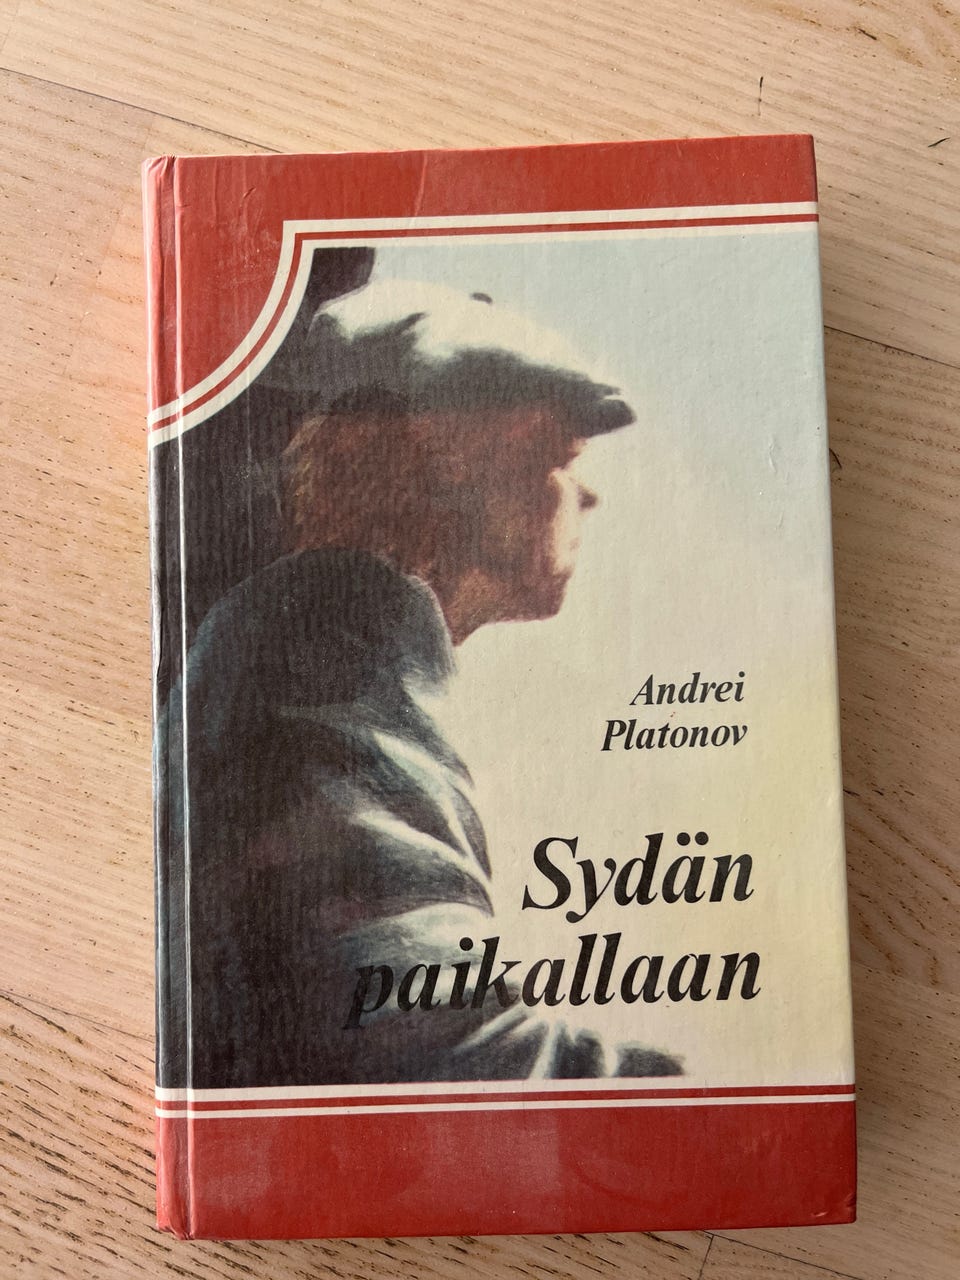 Andrei
Platonov
Sydän
paikallaan